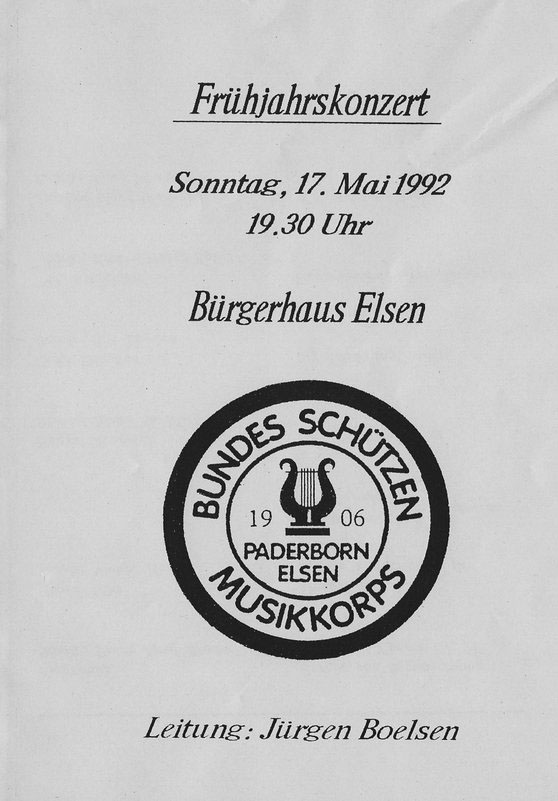 Frühjahrskonzert
Sonntag, 17. Mai 1992
19.30 Uhr
Bürgerhaus Elsen
BUNDES SCHÜTZEN
19 06
PADERBORN
ELSEN
MUSIKKORPS
Leitung: Jürgen Boelsen